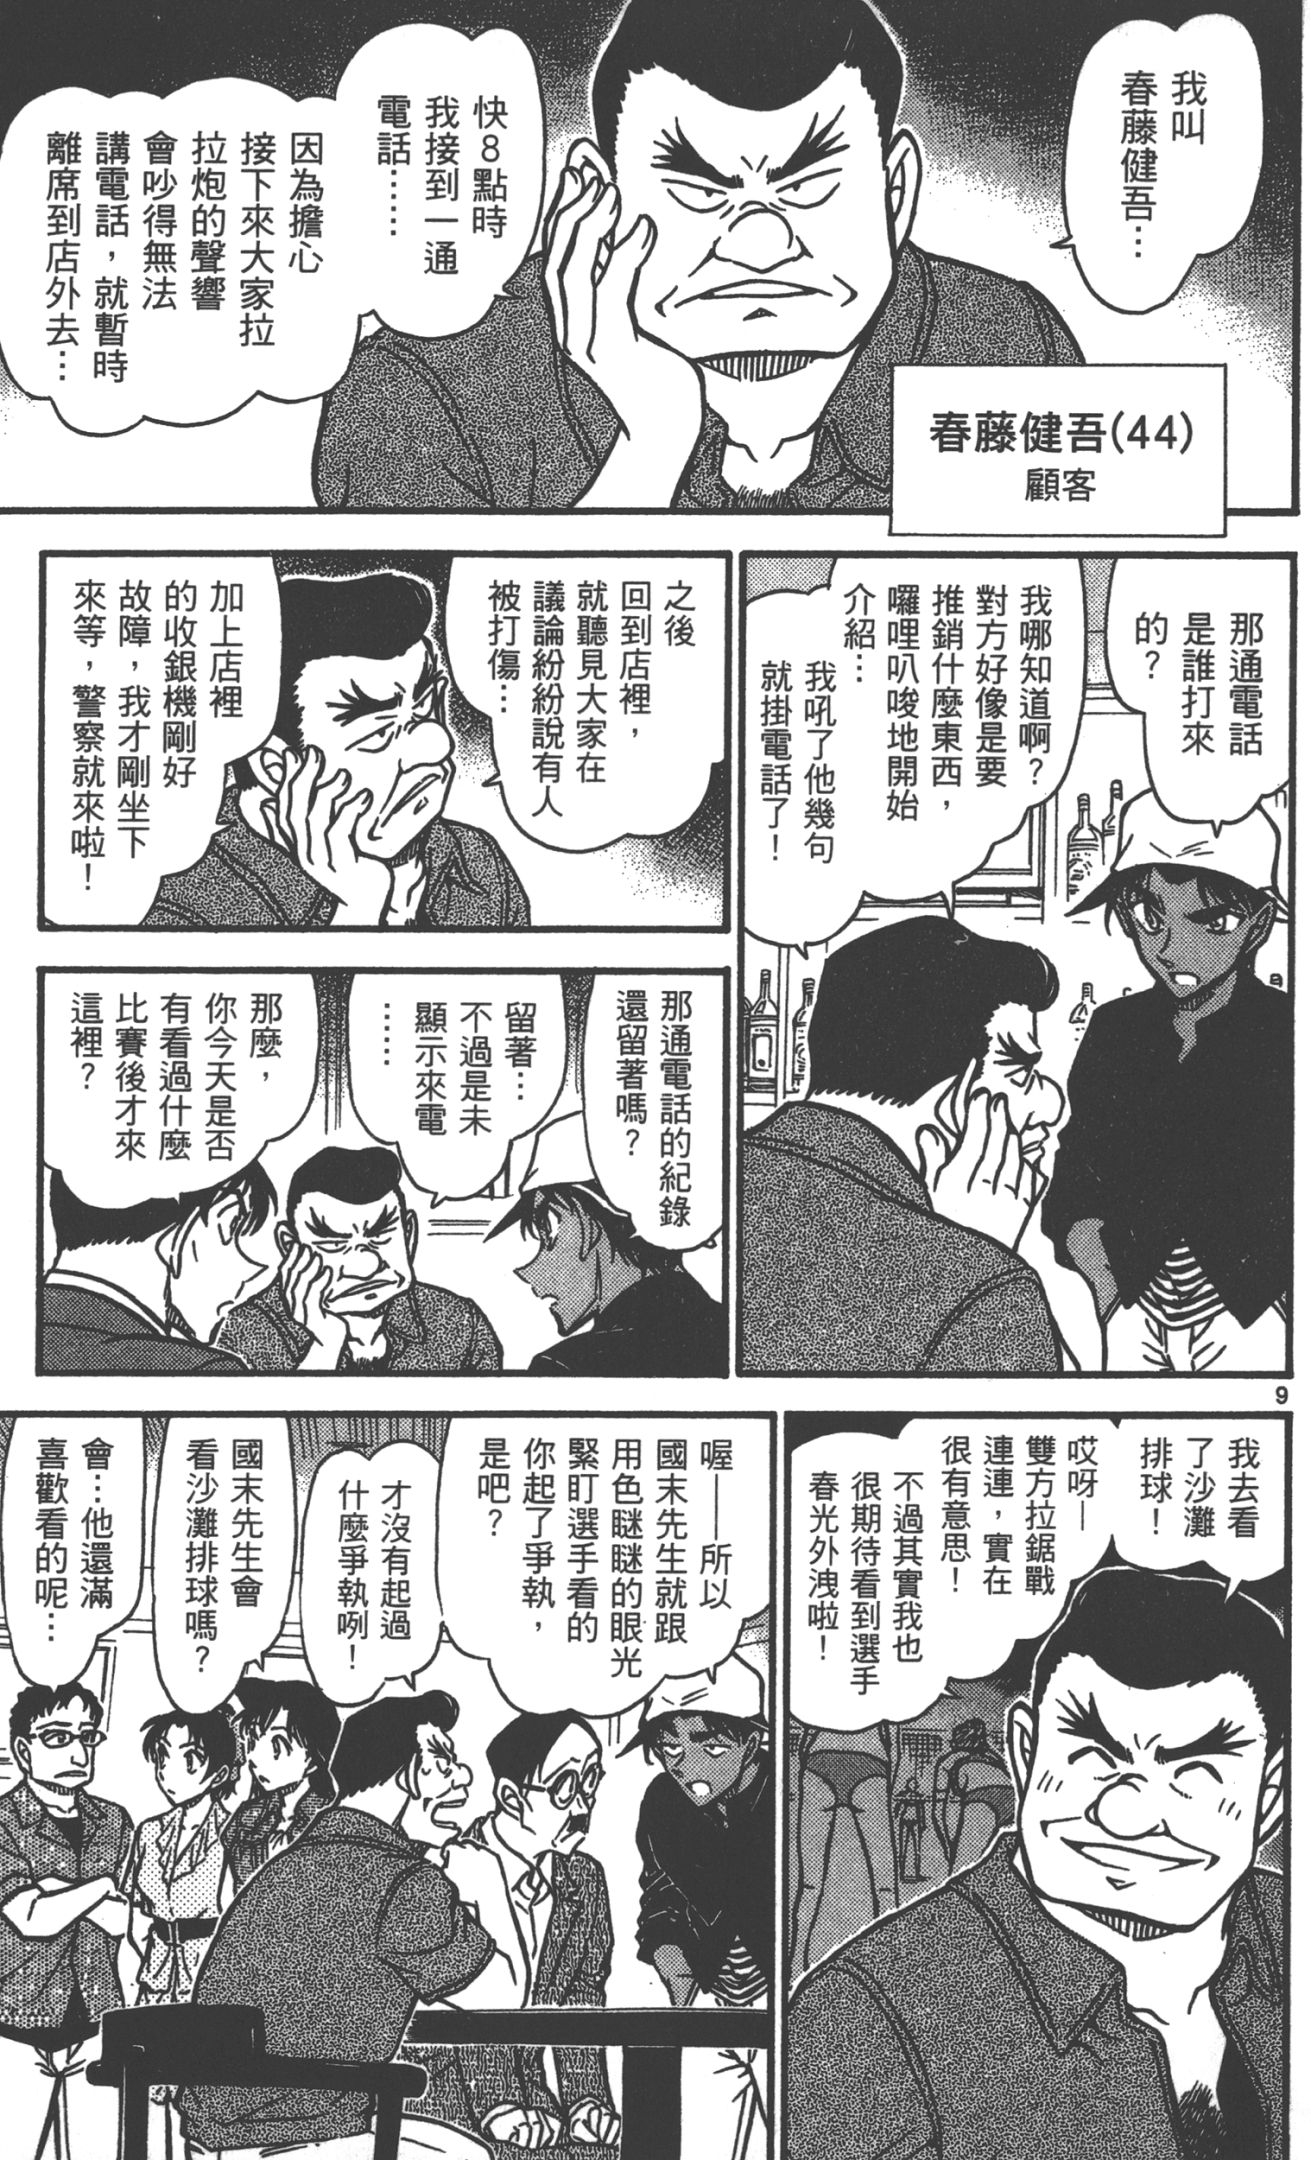 我叫
春藤健吾…
快8點時
我接到一通
電話……
因為擔心
接下來大家拉
拉炮的聲響
會吵得無法
講電話，就暫時
離席到店外去…
春藤健吾(44)
顧客
那通電話
是誰打來
的？
我哪知道啊？
對方好像是要
推銷什麼東西，
囉哩叭唆地開始
介紹…
我吼了他幾句
就掛電話了！
之後
回到店裡，
就聽見大家在
議論紛紛說有人
被打傷…
加上店裡
的收銀機剛好
故障，我才剛坐下
來等，警察就來啦！
那通電話的紀錄
還留著嗎？
留著…
不過是未
顯示來電
……
那麼，
你今天是否
有看過什麼
比賽後才來
這裡？
9
我去看
了沙灘
排球！
哎呀—
雙方拉鋸戰
連連，實在
很有意思！
不過其實我也
很期待看到選手
春光外洩啦！
喔——所以
國末先生就跟
用色瞇瞇的眼光
緊盯選手看的
你起了爭執，
是吧？
才沒有起過
什麼爭執咧！
國末先生會
看沙灘排球嗎？
會…他還滿
喜歡看的呢…